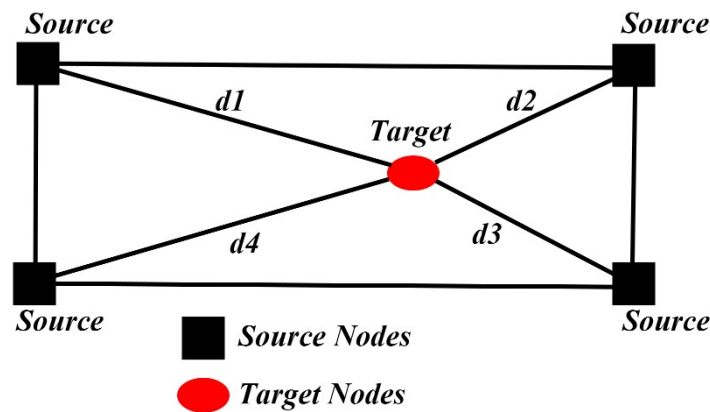 Source
Source
d1
d2
Target
d4
d3
Source
Source
Source Nodes
Target Nodes